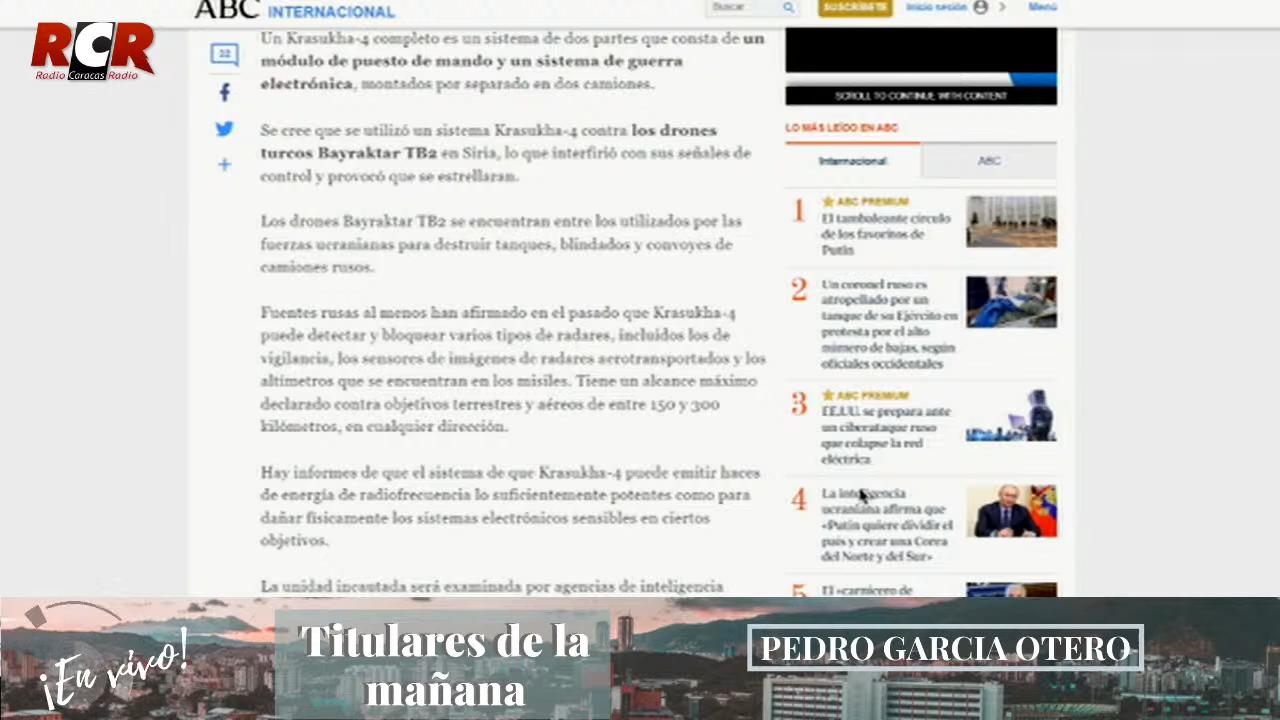 ABC INTERNACIONAL
Buscar
SUSCRÍBETE
Inicio sesión
Menú
RCR
Radio Caracas Radio
32
Un Krasukha-4 completo es un sistema de dos partes que consta de un
módulo de puesto de mando y un sistema de guerra
electrónica, montados por separado en dos camiones.
Se cree que se utilizó un sistema Krasukha-4 contra los drones
turcos Bayraktar TB2 en Siria, lo que interfirió con sus señales de
control y provocó que se estrellaran.
Los drones Bayraktar TB2 se encuentran entre los utilizados por las
fuerzas ucranianas para destruir tanques, blindados y convoyes de
camiones rusos.
Fuentes rusas al menos han afirmado en el pasado que Krasukha-4
puede detectar y bloquear varios tipos de radares, incluidos los de
vigilancia, los sensores de imágenes de radares aerotransportados y los
altímetros que se encuentran en los misiles. Tiene un alcance máximo
declarado contra objetivos terrestres y aéreos de entre 150 y 300
kilómetros, en cualquier dirección.
Hay informes de que el sistema de que Krasukha-4 puede emitir haces
de energía de radiofrecuencia lo suficientemente potentes como para
dañar físicamente los sistemas electrónicos sensibles en ciertos
objetivos.
La unidad incautada será examinada por agencias de inteligencia
SCROLL TO CONTINUE WITH CONTENT
LO MÁS LEÍDO EN ABC
Internacional
ABC
1
ABC PREMIUM
El tambaleante círculo
de los favoritos de
Putin
2
Un coronel ruso es
atropellado por un
tanque de su Ejército en
protesta por el alto
número de bajas, según
oficiales occidentales
3
ABC PREMIUM
EE.UU. se prepara ante
un ciberataque ruso
que colapse la red
eléctrica
4
La inteligencia
ucraniana afirma que
«Putin quiere dividir el
país y crear una Corea
del Norte y del Sur»
5
El «carnicero de
¡En vivo!
Titulares de la
mañana
PEDRO GARCIA OTERO